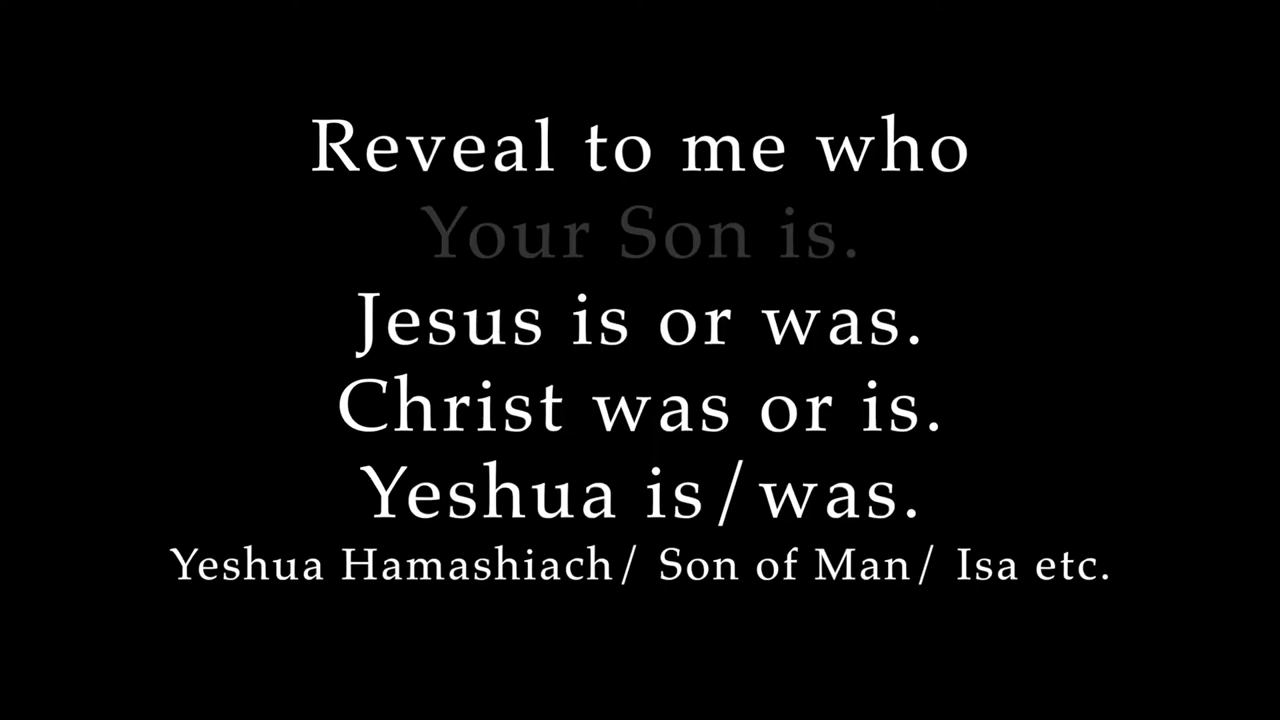 Reveal to me who
Your Son is.
Jesus is or was.
Christ was or is.
Yeshua is/was.
Yeshua Hamashiach/ Son of Man/ Isa etc.